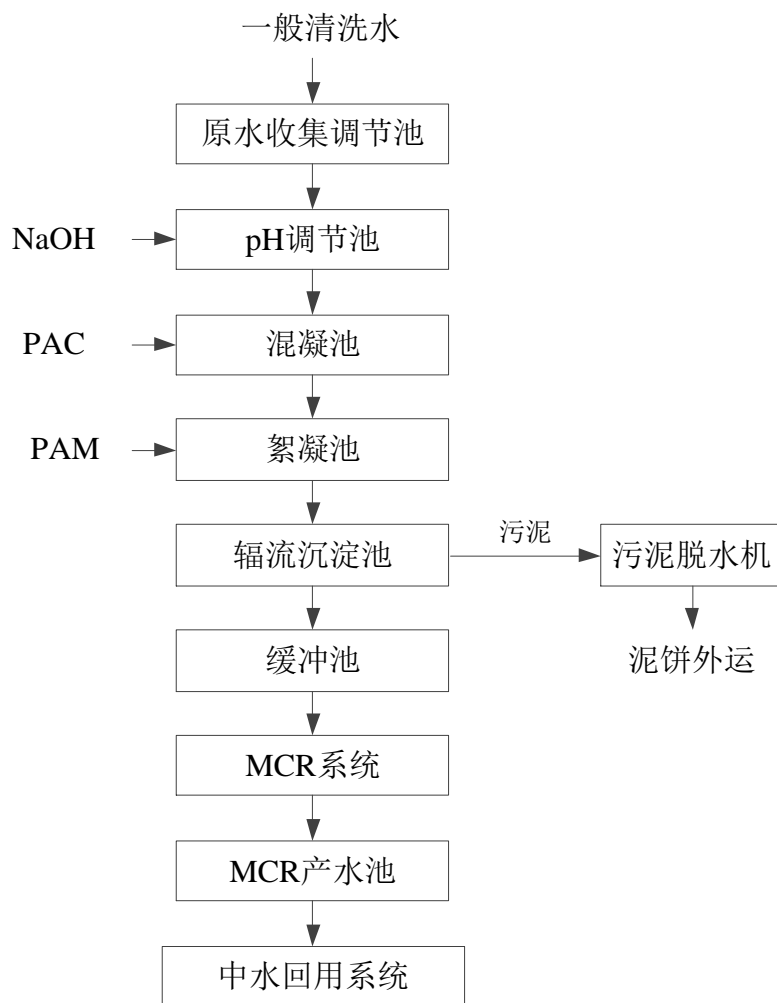 一般清洗水
原水收集调节池
NaOH
pH调节池
PAC
混凝池
PAM
絮凝池
辐流沉淀池
污泥
污泥脱水机
缓冲池
泥饼外运
MCR系统
MCR产水池
中水回用系统